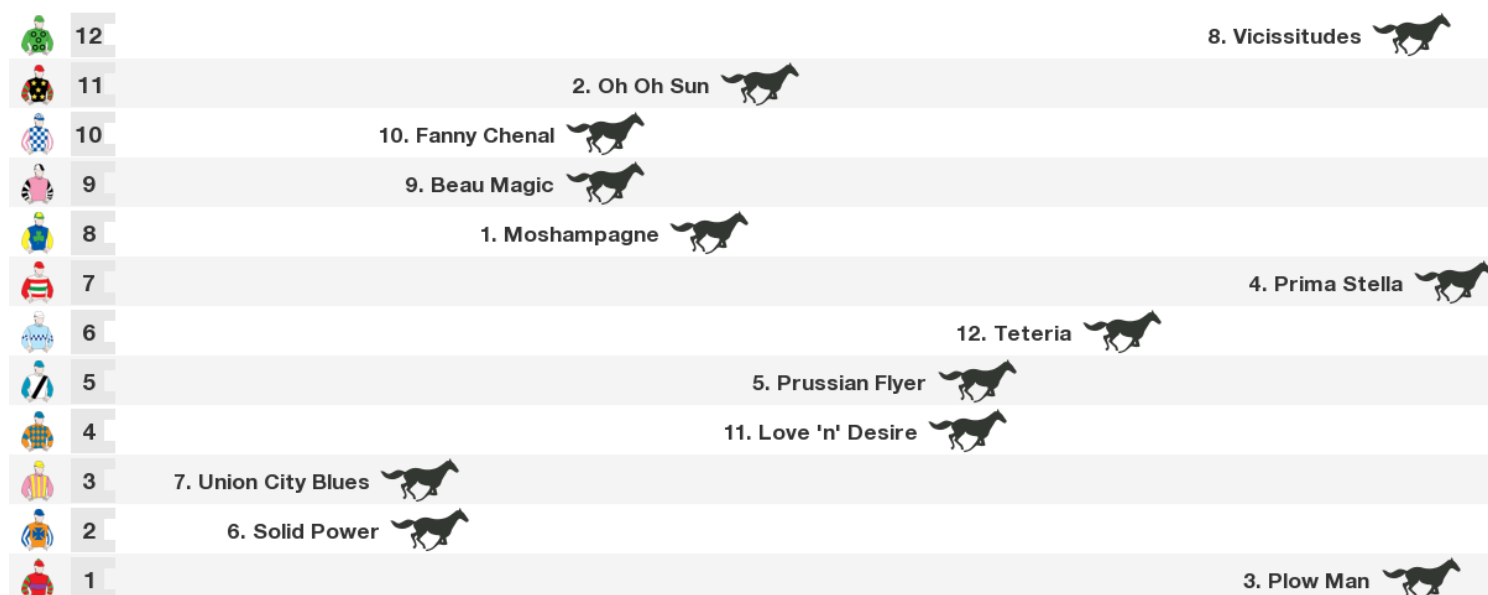 12 8. Vicissitudes
11 2. Oh Oh Sun
10 10. Fanny Chenal
9 9. Beau Magic
8 1. Moshampagne
7 4. Prima Stella
6 12. Teteria
5 5. Prussian Flyer
4 11. Love 'n' Desire
3 7. Union City Blues
2 6. Solid Power
1 3. Plow Man